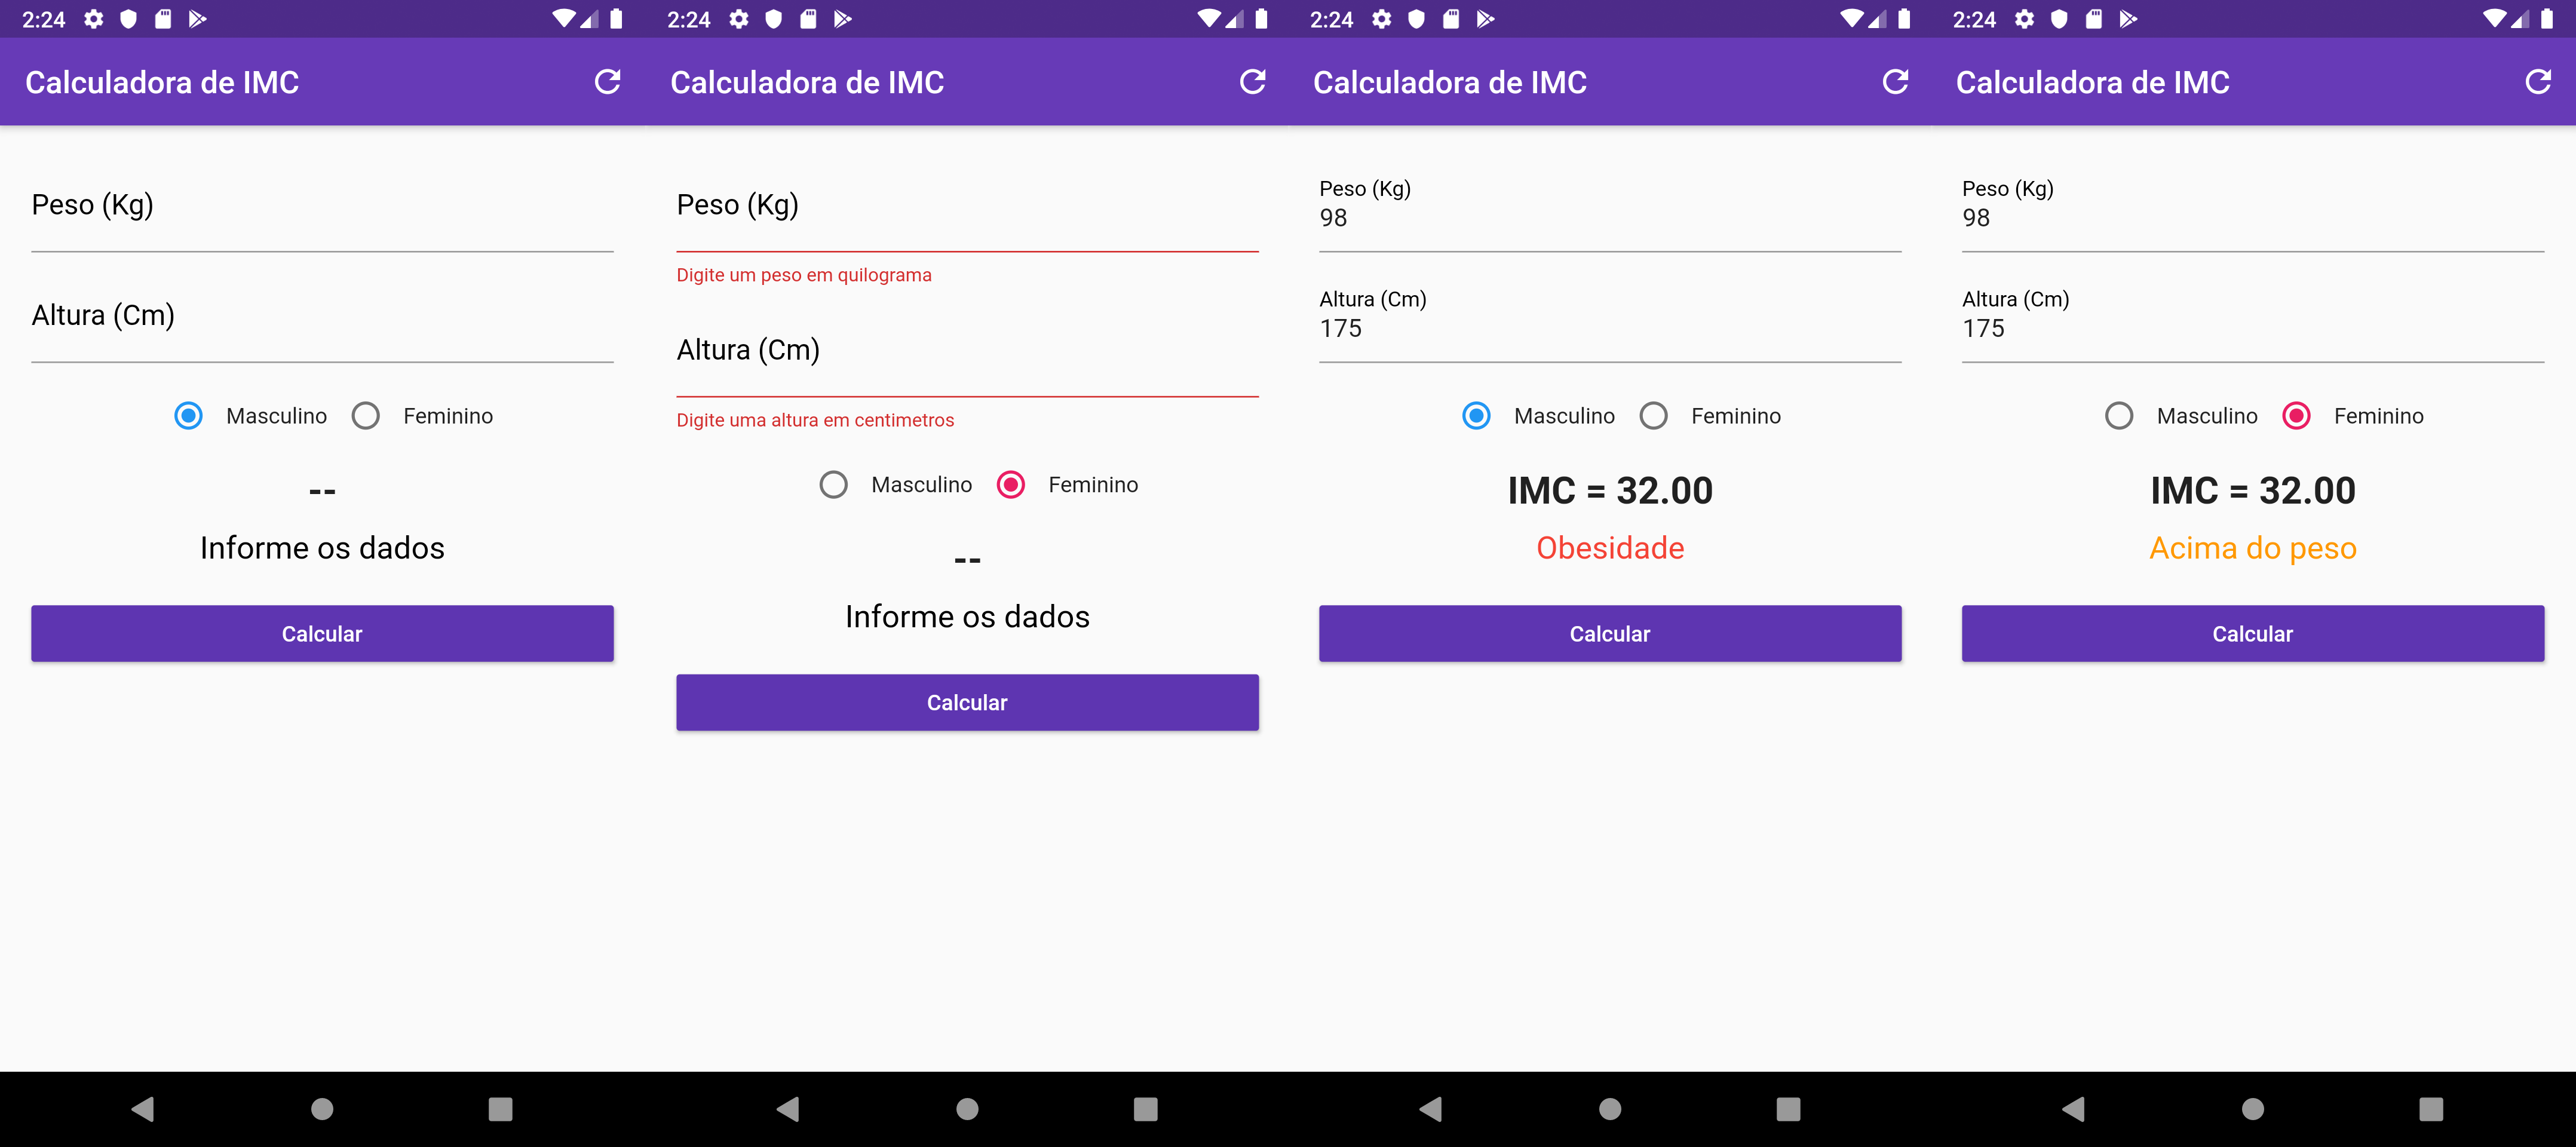 2:24
Calculadora de IMC
Peso (Kg)
Altura (Cm)
Masculino Feminino
--
Informe os dados
Calcular
2:24
Calculadora de IMC
Peso (Kg)
Digite um peso em quilograma
Altura (Cm)
Digite uma altura em centimetros
Masculino Feminino
--
Informe os dados
Calcular
2:24
Calculadora de IMC
Peso (Kg)
98
Altura (Cm)
175
Masculino Feminino
IMC = 32.00
Obesidade
Calcular
2:24
Calculadora de IMC
Peso (Kg)
98
Altura (Cm)
175
Masculino Feminino
IMC = 32.00
Acima do peso
Calcular